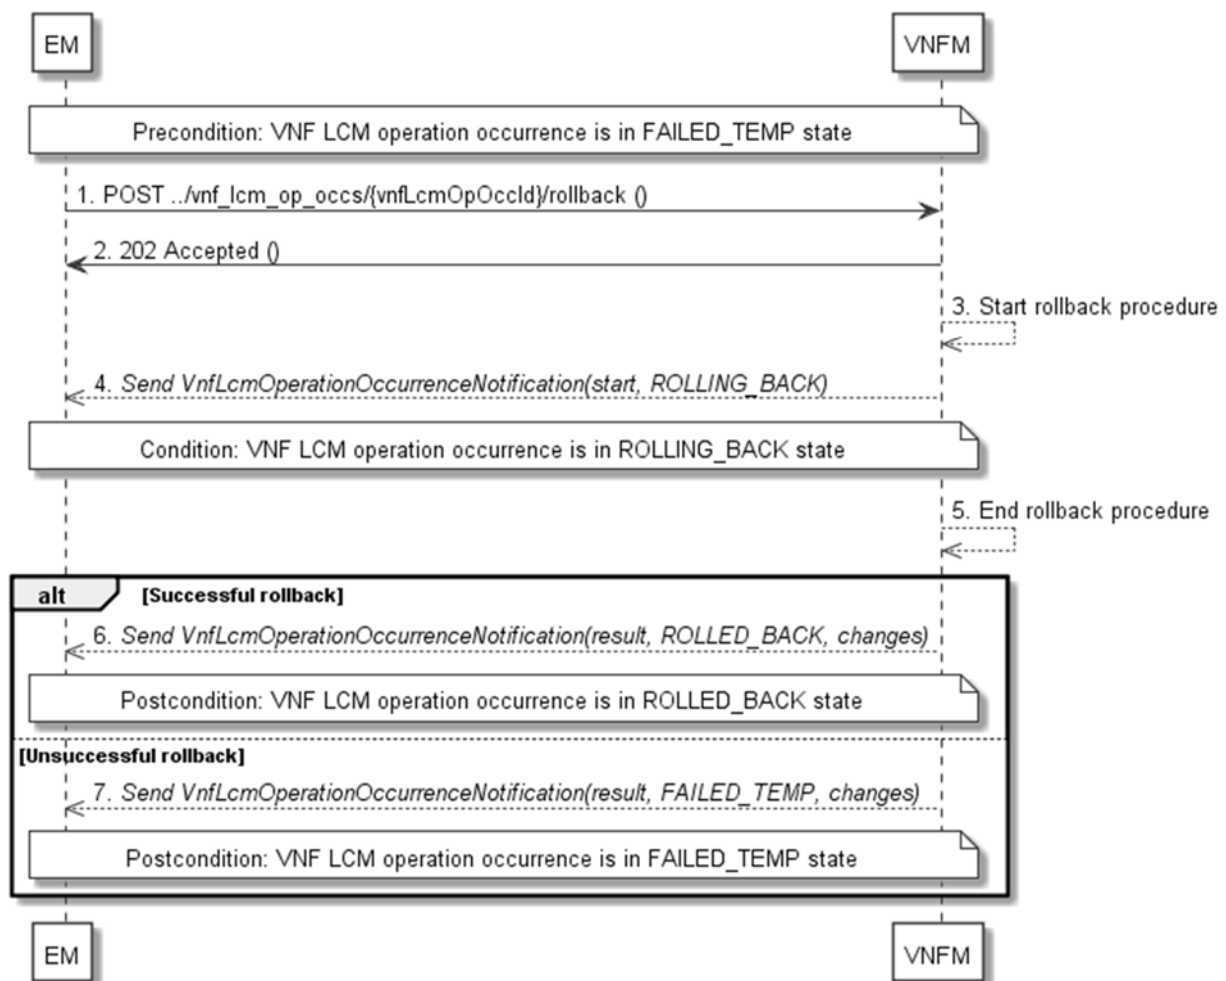 EM
VNFM
Precondition: VNF LCM operation occurrence is in FAILED_TEMP state
1. POST ../vnf_lcm_op_occs/{vnfLcmOpOccId}/rollback ()
2. 202 Accepted ()
3. Start rollback procedure
4. Send VnfLcmOperationOccurrenceNotification(start, ROLLING_BACK)
Condition: VNF LCM operation occurrence is in ROLLING_BACK state
5. End rollback procedure
alt [Successful rollback]
6. Send VnfLcmOperationOccurrenceNotification(result, ROLLED_BACK, changes)
Postcondition: VNF LCM operation occurrence is in ROLLED_BACK state
[Unsuccessful rollback]
7. Send VnfLcmOperationOccurrenceNotification(result, FAILED_TEMP, changes)
Postcondition: VNF LCM operation occurrence is in FAILED_TEMP state
EM
VNFM